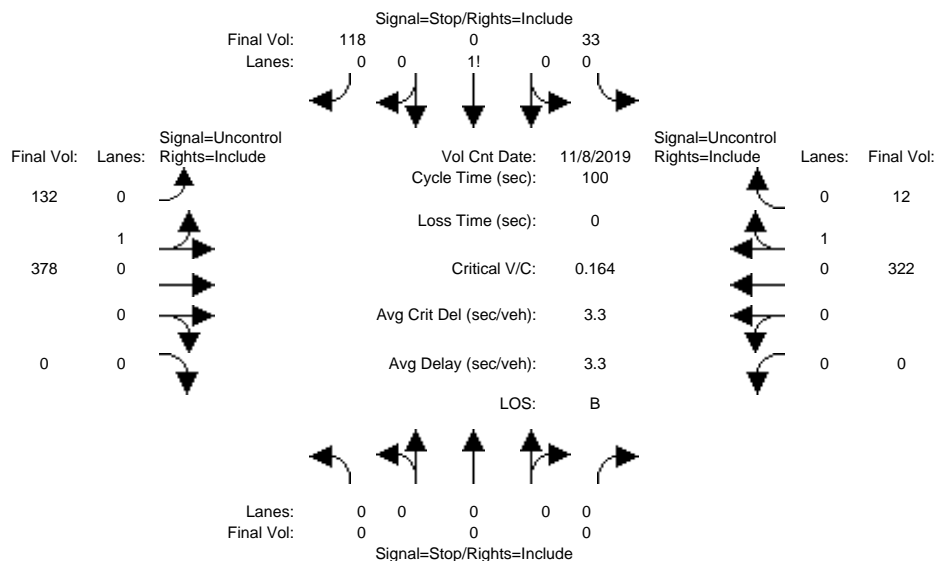 Signal=Stop/Rights=Include
Final Vol: 118 0 33
Lanes: 0 0 1! 0 0
Signal=Uncontrol Signal=Uncontrol
Final Vol: Lanes: Rights=Include Vol Cnt Date: 11/8/2019 Rights=Include Lanes: Final Vol:
Cycle Time (sec): 100
132 0 0 12
Loss Time (sec): 0
1 1
378 0 Critical V/C: 0.164 0 322
0 Avg Crit Del (sec/veh): 3.3 0
0 0 Avg Delay (sec/veh): 3.3 0 0
LOS: B
Lanes: 0 0 0 0 0
Final Vol: 0 0 0
Signal=Stop/Rights=Include